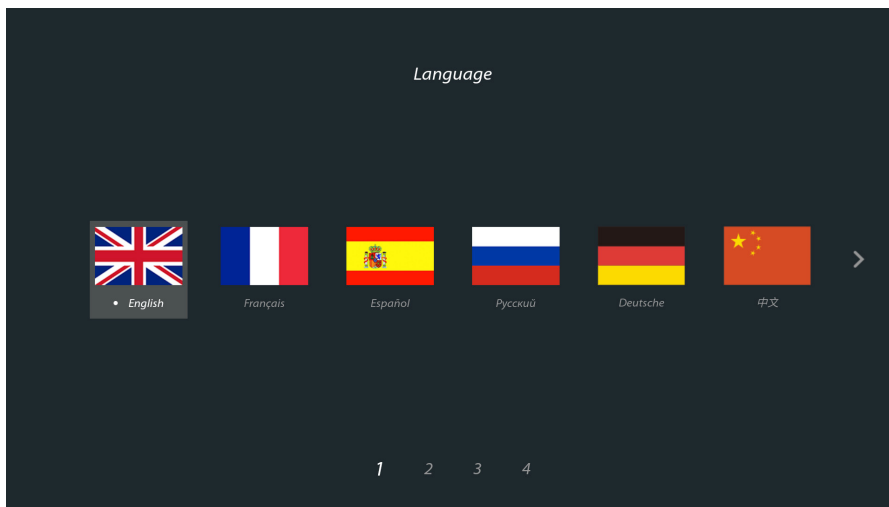 Language
• English
Français
Español
Русский
Deutsche
中文
1 2 3 4